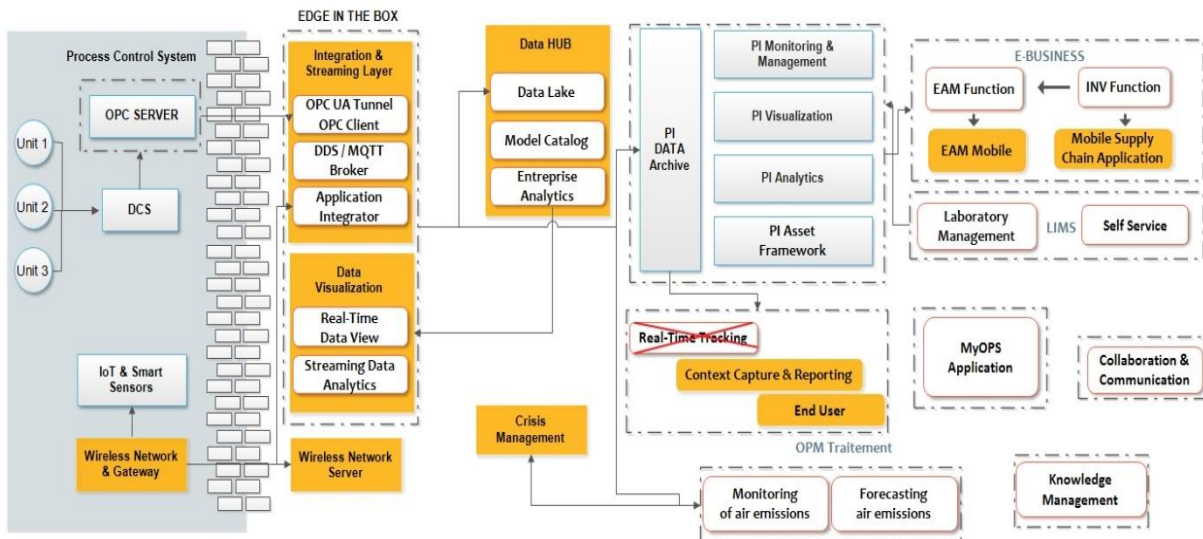 EDGE IN THE BOX
Process Control System
OPC SERVER
Unit 1
Unit 2
Unit 3
DCS
IoT & Smart
Sensors
Wireless Network
& Gateway
Integration &
Streaming Layer
OPC UA Tunnel
OPC Client
DDS / MQTT
Broker
Application
Integrator
Data
Visualization
Real-Time
Data View
Streaming Data
Analytics
Wireless Network
Server
Data HUB
Data Lake
Model Catalog
Entreprise
Analytics
Crisis
Management
PI
DATA
Archive
PI Monitoring &
Management
PI Visualization
PI Analytics
PI Asset
Framework
Real-Time Tracking
Context Capture & Reporting
End User
OPM Traitement
Monitoring
of air emissions
Forecasting
air emissions
E-BUSINESS
EAM Function
INV Function
EAM Mobile
Mobile Supply
Chain Application
Laboratory
Management
LIMS
Self Service
MyOPS
Application
Collaboration &
Communication
Knowledge
Management